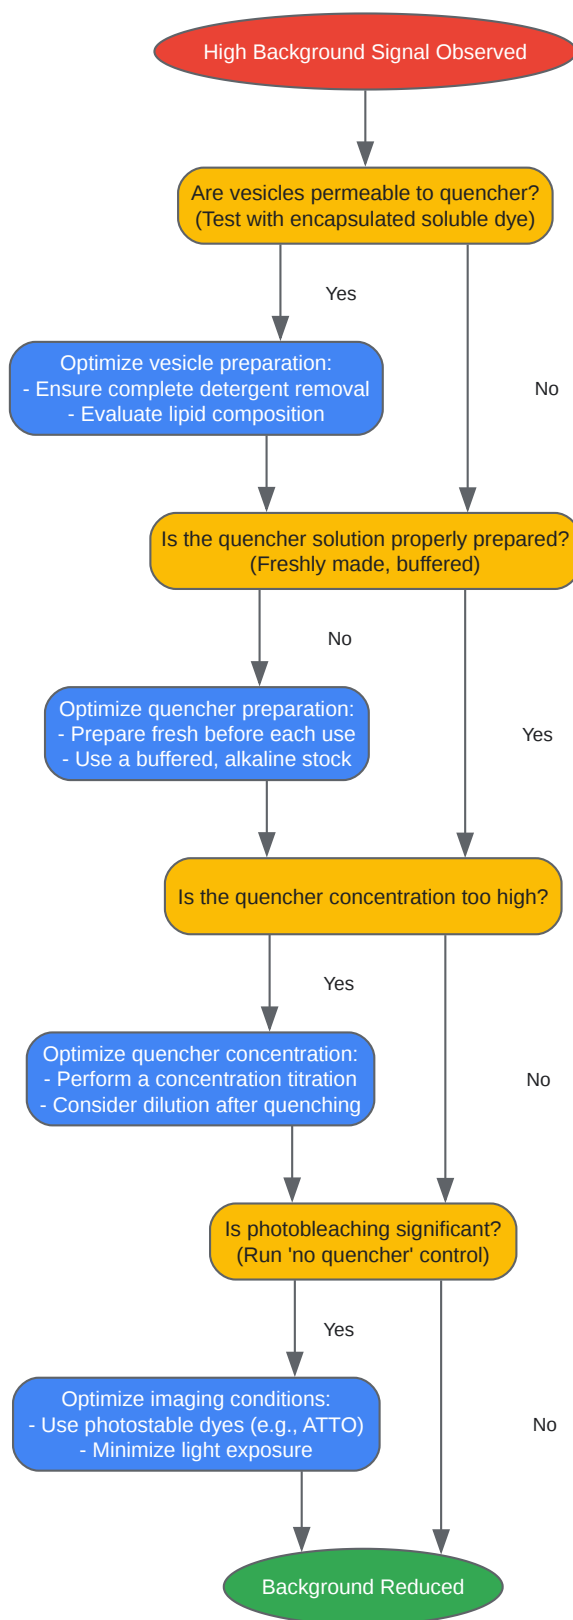 High Background Signal Observed
Are vesicles permeable to quencher?
(Test with encapsulated soluble dye)
Yes
Optimize vesicle preparation:
- Ensure complete detergent removal
- Evaluate lipid composition
No
Is the quencher solution properly prepared?
(Freshly made, buffered)
No
Optimize quencher preparation:
- Prepare fresh before each use
- Use a buffered, alkaline stock
Yes
Is the quencher concentration too high?
Yes
Optimize quencher concentration:
- Perform a concentration titration
- Consider dilution after quenching
No
Is photobleaching significant?
(Run 'no quencher' control)
Yes
Optimize imaging conditions:
- Use photostable dyes (e.g., ATTO)
- Minimize light exposure
No
Background Reduced